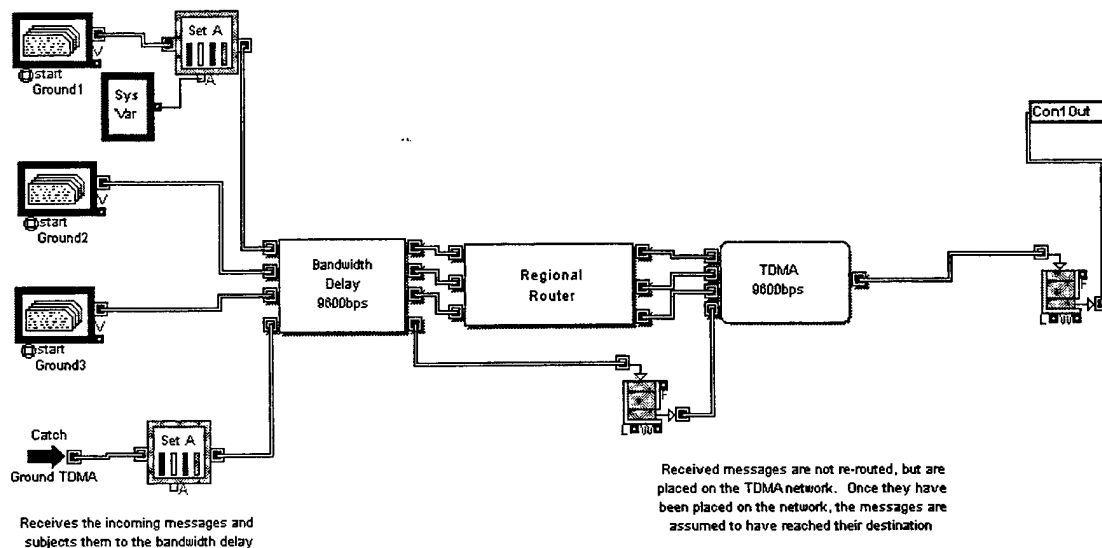 Set A
start
Ground1
A
Sys
Var
V
start
Ground2
V
start
Ground3
V
Catch
Ground TDMA
Set A
A
Receives the incoming messages and
subjects them to the bandwidth delay
Bandwidth
Delay
9600bps
Regional
Router
TDMA
9600bps
F
L W
Con1Out
F
L W
Received messages are not re-routed, but are
placed on the TDMA network. Once they have
been placed on the network, the messages are
assumed to have reached their destination